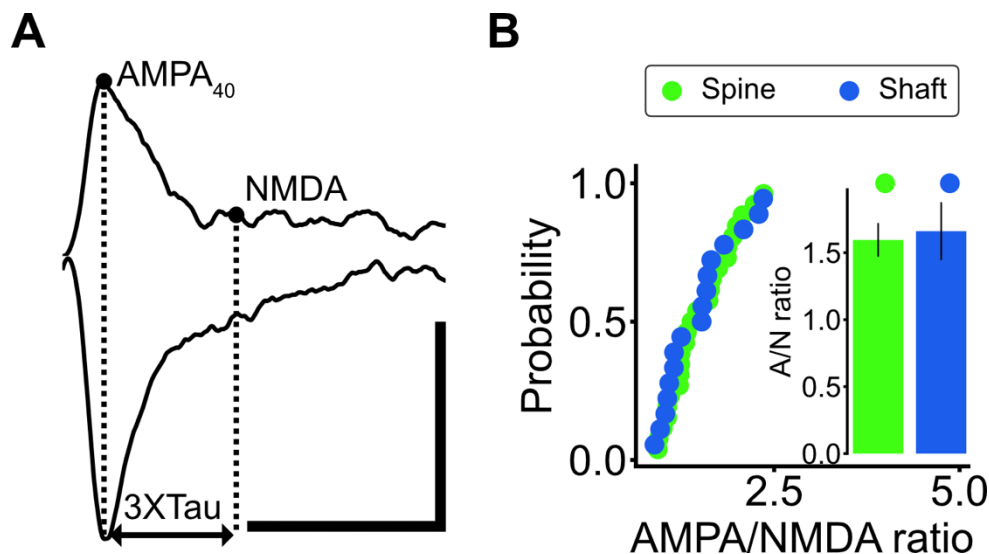 A
AMPA40
NMDA
3XTau
B
Spine Shaft
Probability
1.0
0.5
0.0
2.5 5.0
AMPA/NMDA ratio
A/N ratio
1.5
1.0
0.5
0.0